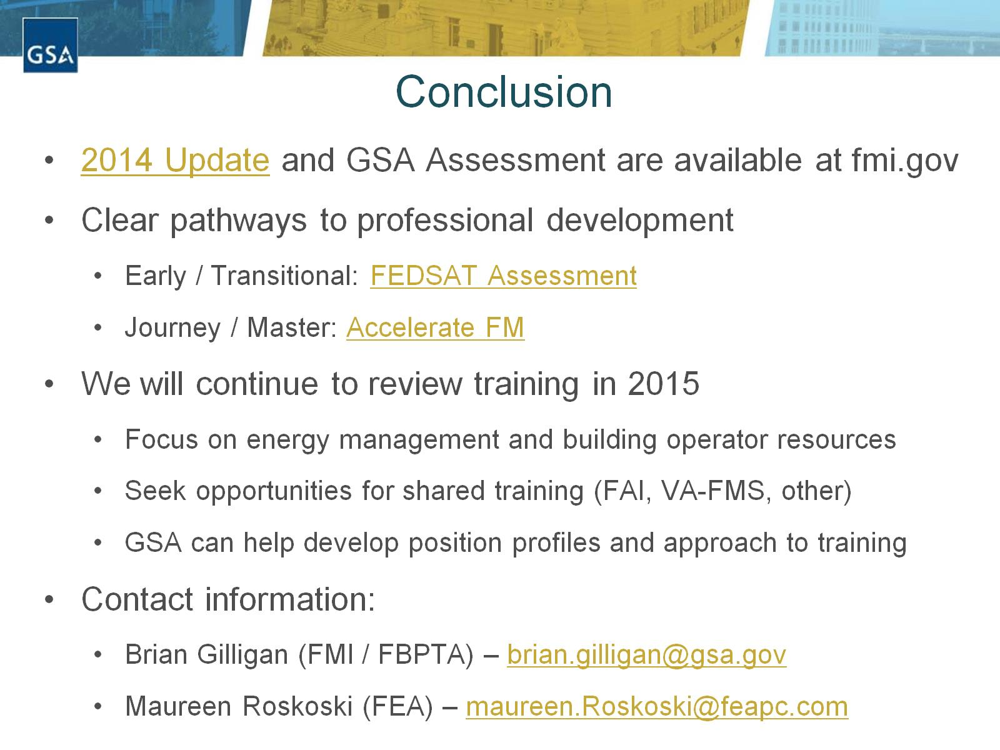 GSA
Conclusion
• 2014 Update and GSA Assessment are available at fmi.gov
• Clear pathways to professional development
• Early / Transitional: FEDSAT Assessment
• Journey / Master: Accelerate FM
• We will continue to review training in 2015
• Focus on energy management and building operator resources
• Seek opportunities for shared training (FAI, VA-FMS, other)
• GSA can help develop position profiles and approach to training
• Contact information:
• Brian Gilligan (FMI / FBPTA) – brian.gilligan@gsa.gov
• Maureen Roskoski (FEA) – maureen.Roskoski@feapc.com